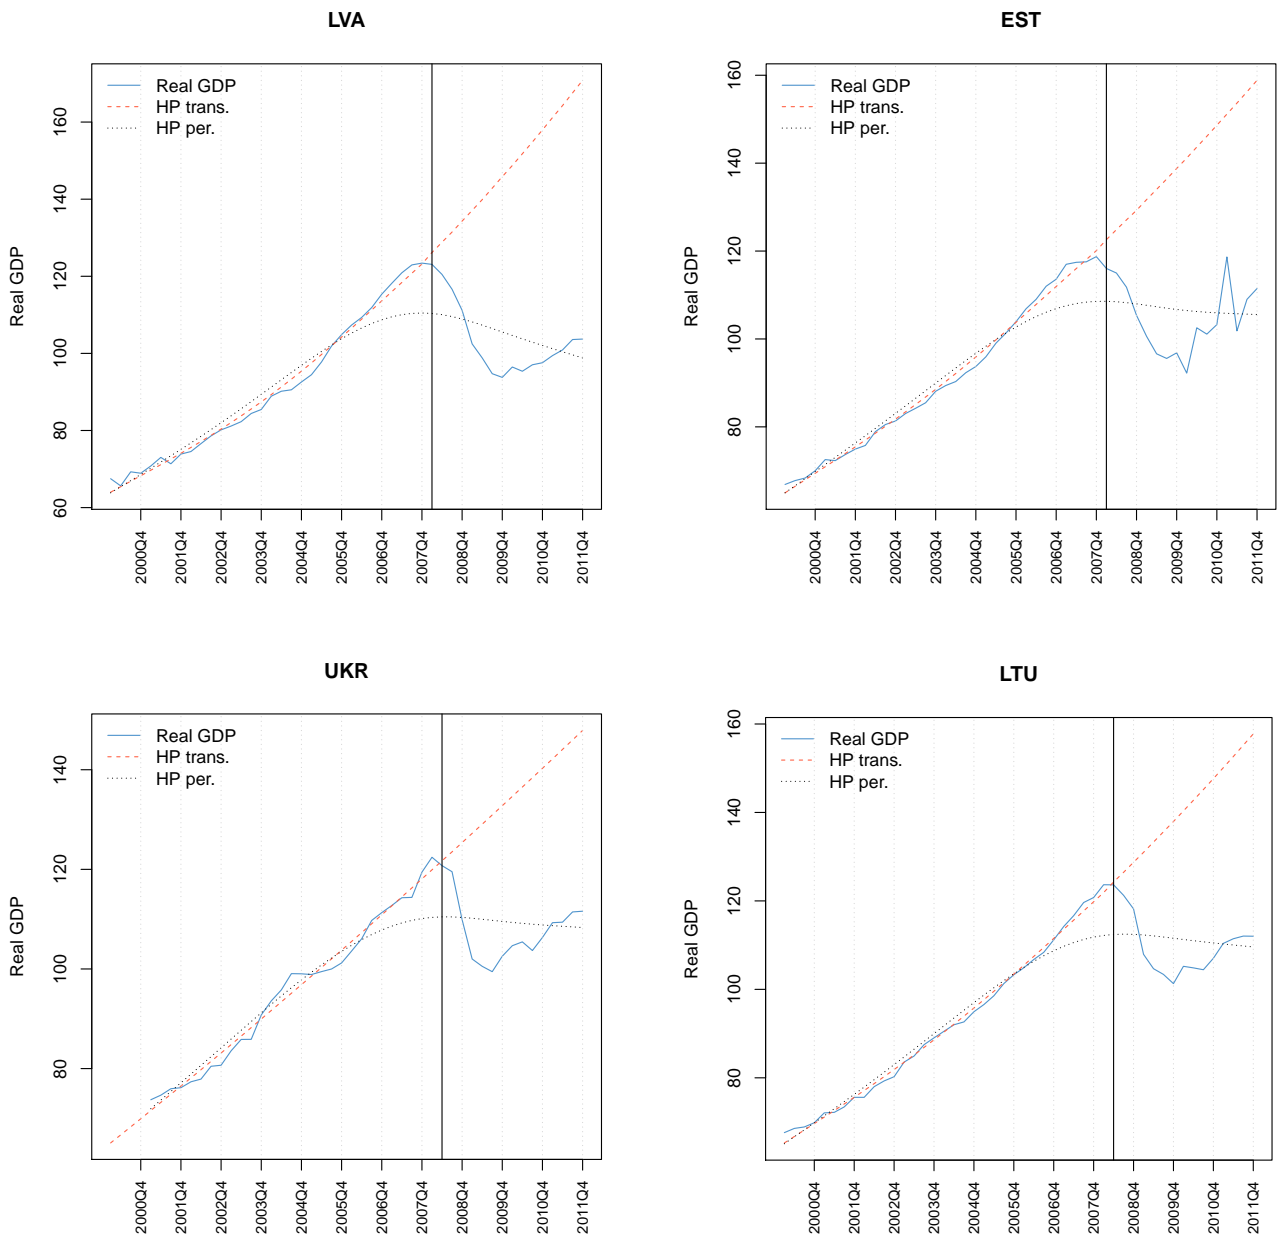 LVA
Real GDP
HP trans.
HP per.
Real GDP
60
80
100
120
140
160
2000Q4
2001Q4
2002Q4
2003Q4
2004Q4
2005Q4
2006Q4
2007Q4
2008Q4
2009Q4
2010Q4
2011Q4
EST
Real GDP
HP trans.
HP per.
Real GDP
80
100
120
140
160
2000Q4
2001Q4
2002Q4
2003Q4
2004Q4
2005Q4
2006Q4
2007Q4
2008Q4
2009Q4
2010Q4
2011Q4
UKR
Real GDP
HP trans.
HP per.
Real GDP
80
100
120
140
2000Q4
2001Q4
2002Q4
2003Q4
2004Q4
2005Q4
2006Q4
2007Q4
2008Q4
2009Q4
2010Q4
2011Q4
LTU
Real GDP
HP trans.
HP per.
Real GDP
80
100
120
140
160
2000Q4
2001Q4
2002Q4
2003Q4
2004Q4
2005Q4
2006Q4
2007Q4
2008Q4
2009Q4
2010Q4
2011Q4